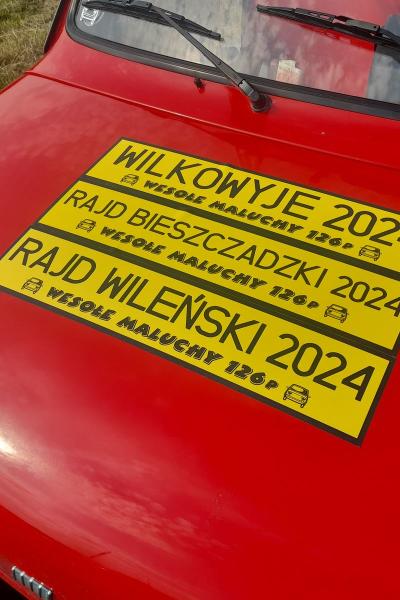 WILKOWYJE 2024
WESOŁE MALUCHY 126P
RAJD BIESZCZADZKI 2024
WESOŁE MALUCHY 126P
RAJD WILEŃSKI 2024
WESOŁE MALUCHY 126P